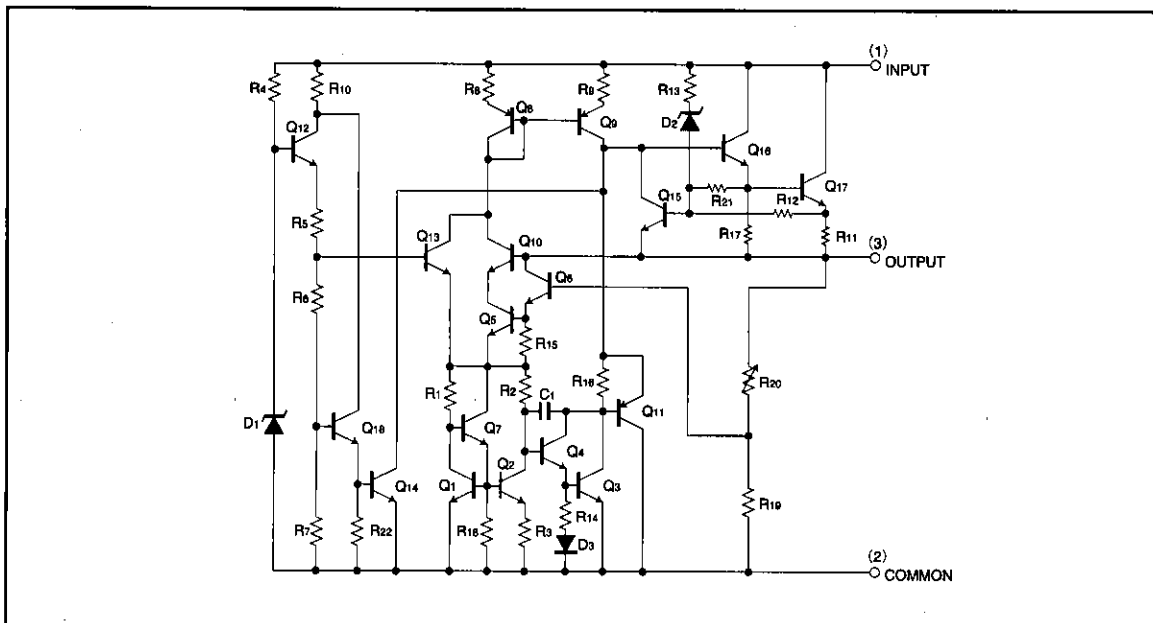 (1)
INPUT
R4
R10
R8
R9
R13
Q8
D2
Q9
Q12
Q16
Q15
R21
Q17
R12
R5
Q13
Q10
R17
R11
(3)
OUTPUT
Q6
R6
Q5
R15
R1
R2
C1
R16
R20
D1
Q7
Q11
Q18
Q4
Q2
Q14
Q1
Q3
R19
R14
R7
R22
R18
R3
D3
(2)
COMMON